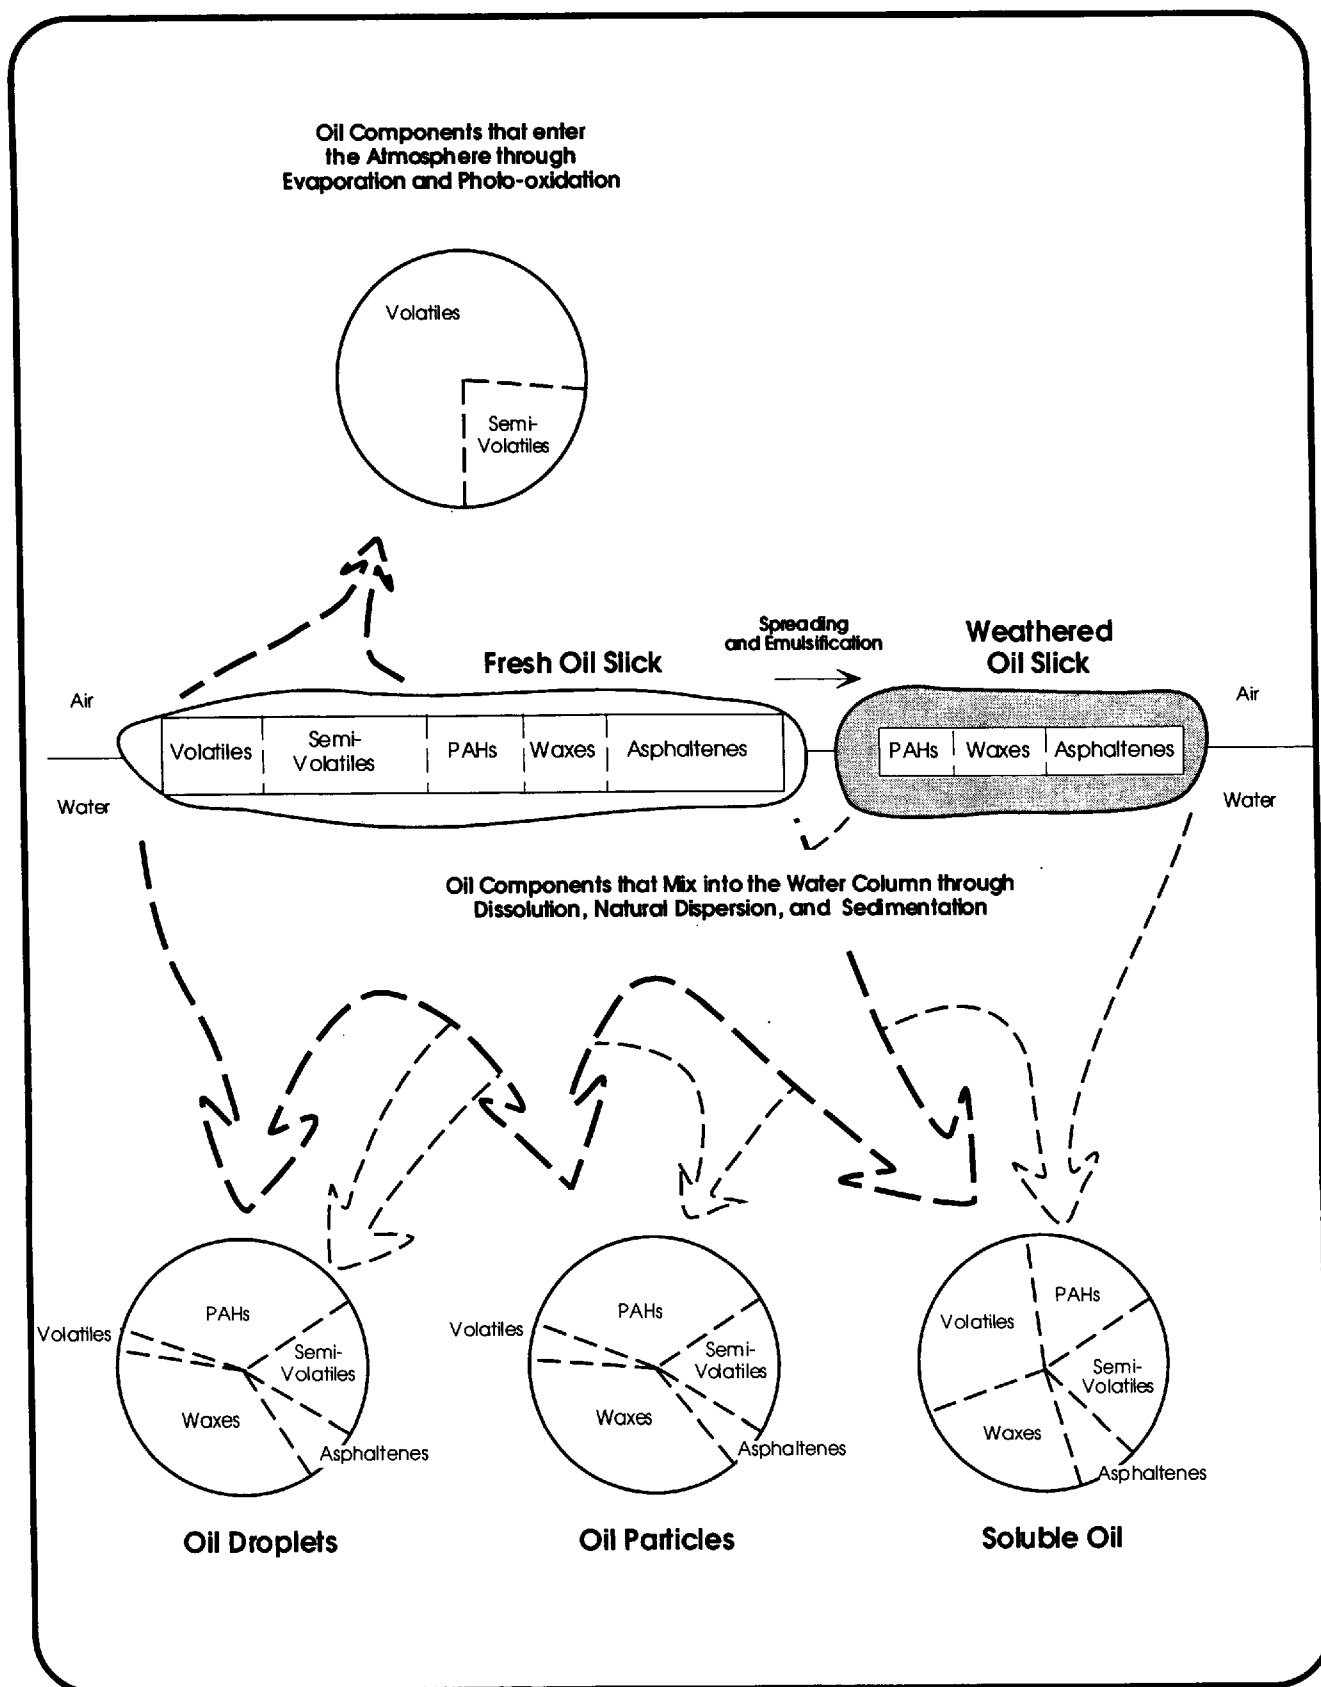 Oil Components that enter
the Atmosphere through
Evaporation and Photo-oxidation
Volatiles
Semi-
Volatiles
Spreading
and Emulsification
Weathered
Oil Slick
Fresh Oil Slick
Air
Air
Volatiles
Semi-
Volatiles
PAHs
Waxes
Asphaltenes
PAHs
Waxes
Asphaltenes
Water
Water
Oil Components that Mix into the Water Column through
Dissolution, Natural Dispersion, and Sedimentation
PAHs
Volatiles
Semi-
Volatiles
Waxes
Asphaltenes
Oil Droplets
PAHs
Volatiles
Semi-
Volatiles
Waxes
Asphaltenes
Oil Particles
PAHs
Volatiles
Semi-
Volatiles
Waxes
Asphaltenes
Soluble Oil